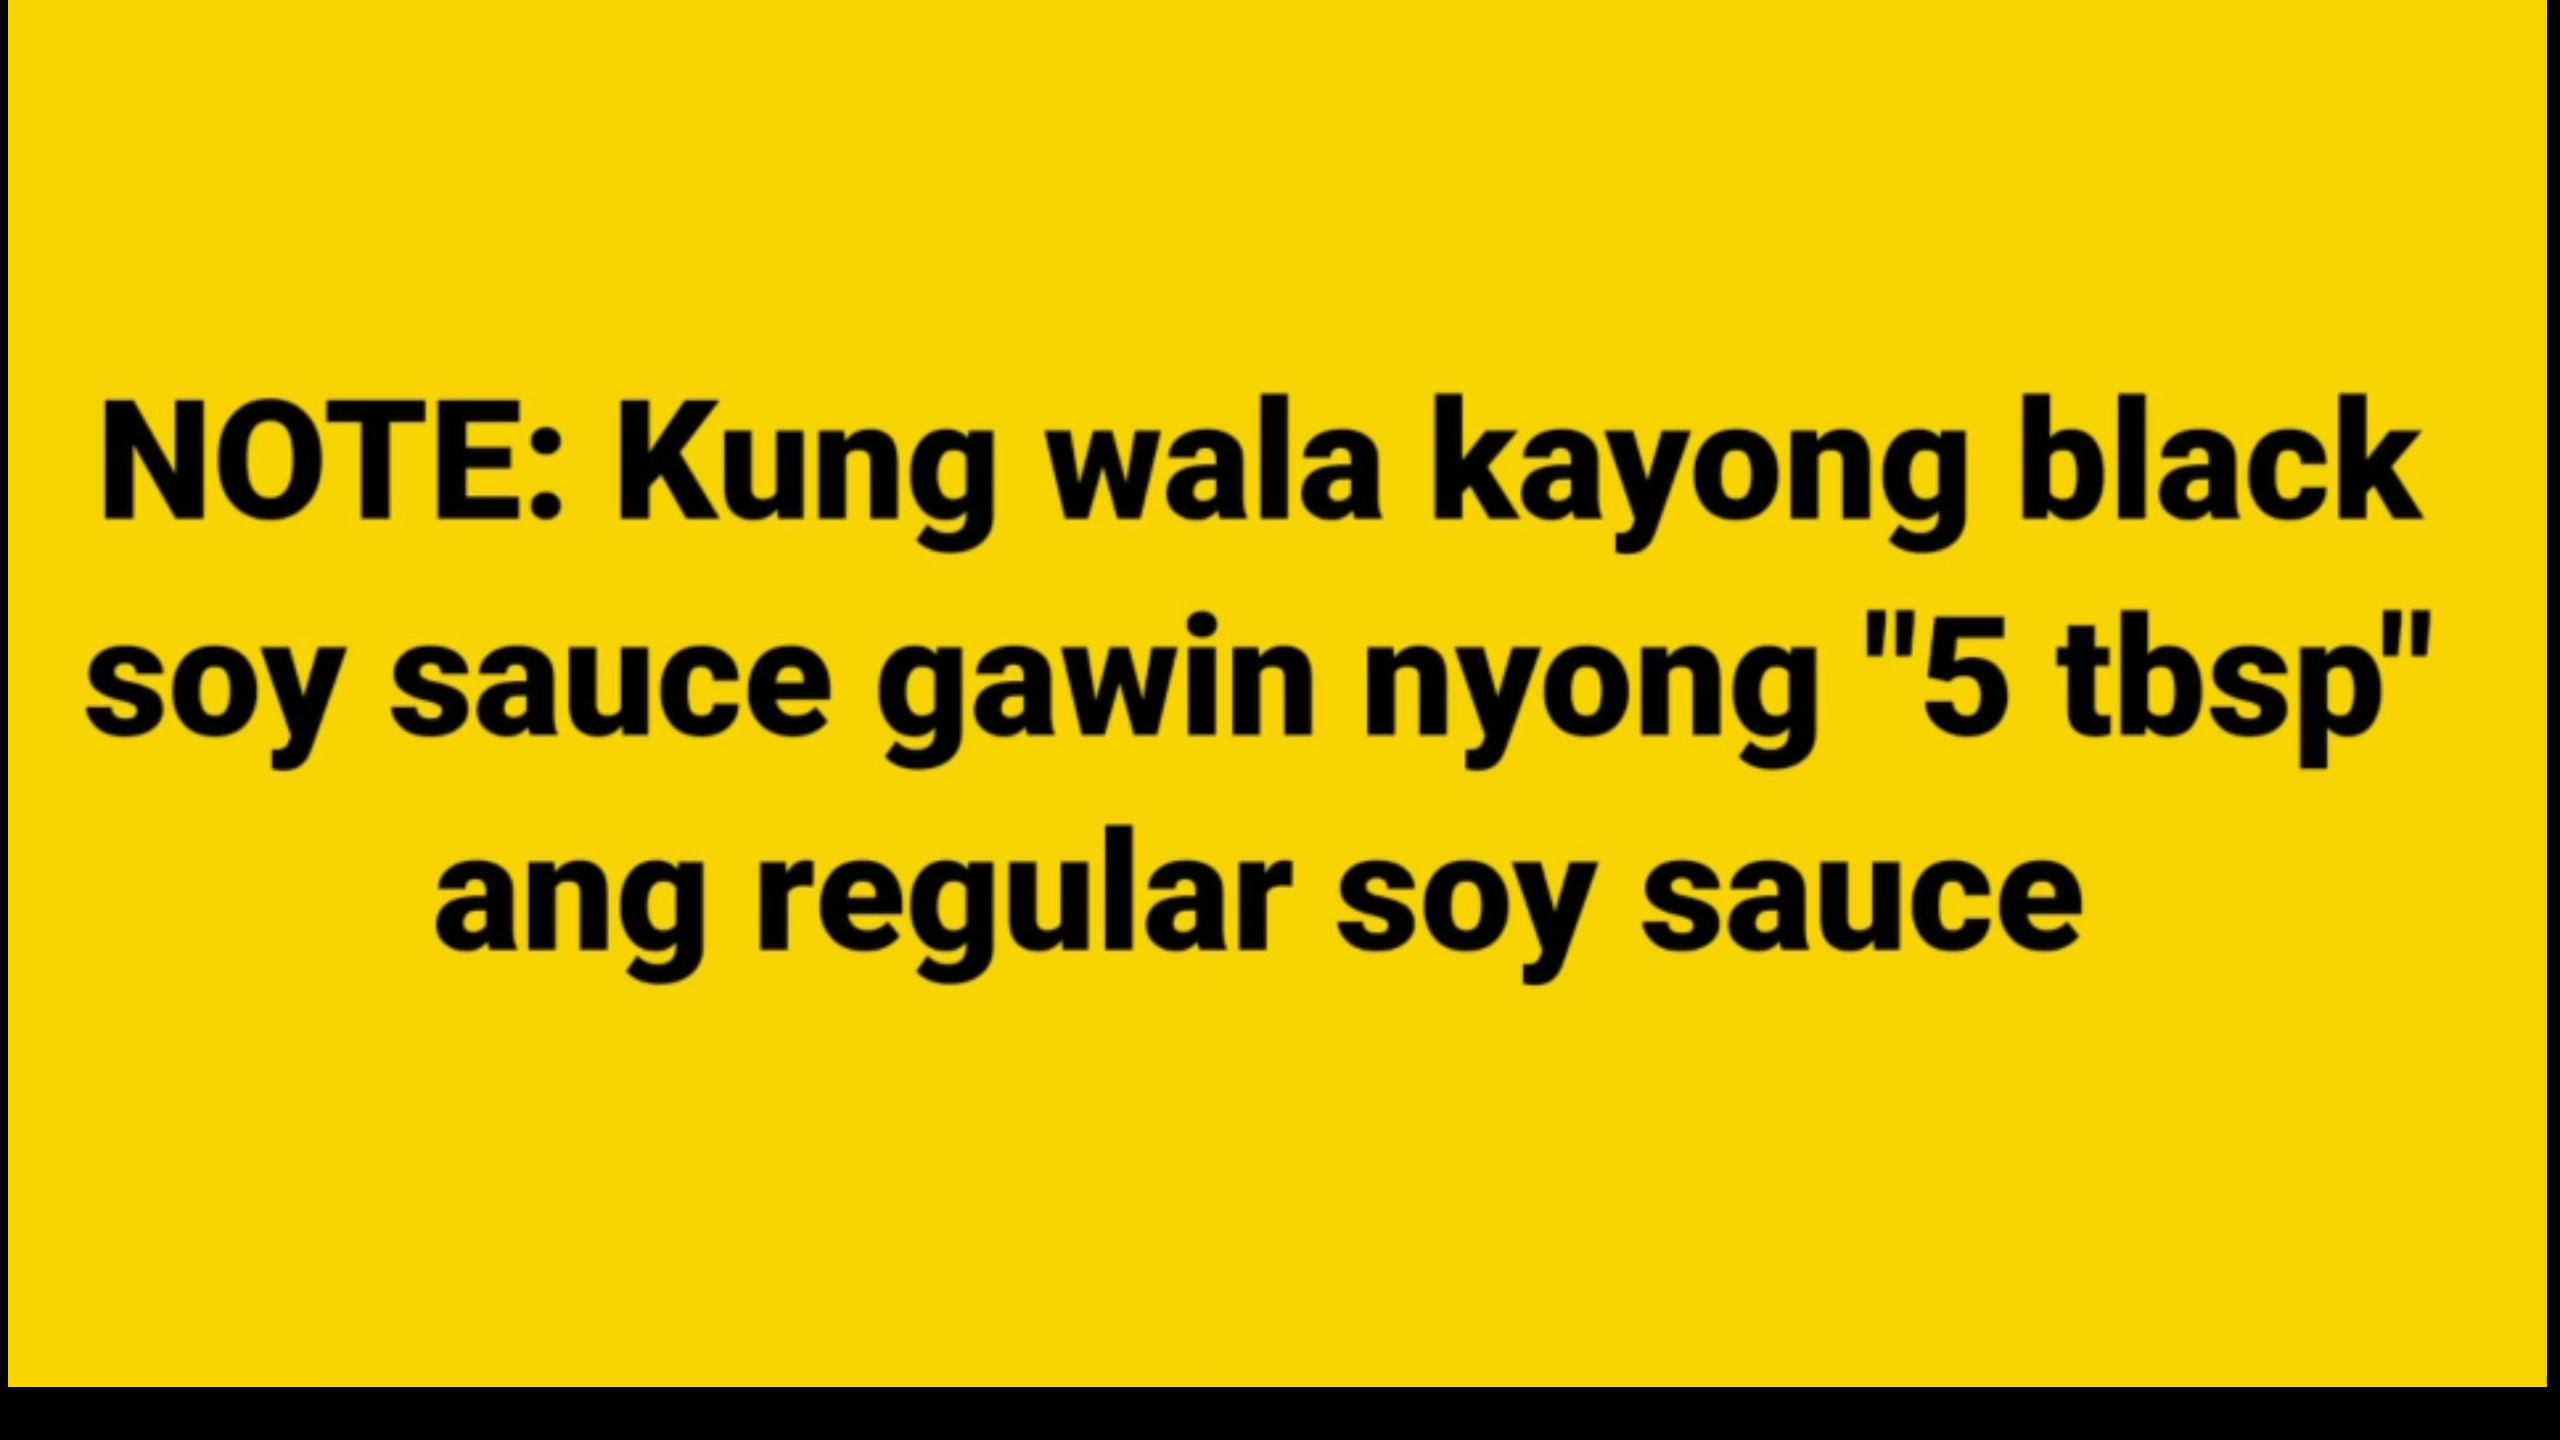 NOTE: Kung wala kayong black
soy sauce gawin nyong "5 tbsp"
ang regular soy sauce